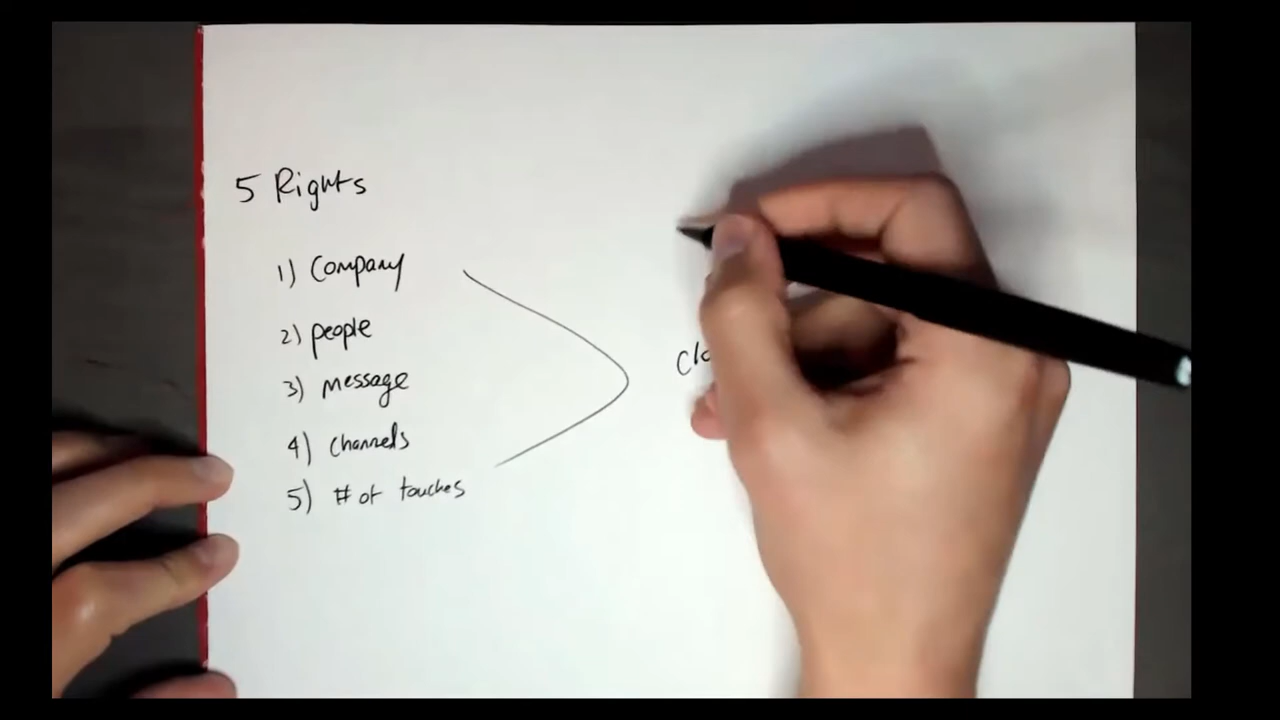 5 Rights
1) Company
2) people
3) message
4) channels
5) # of touches